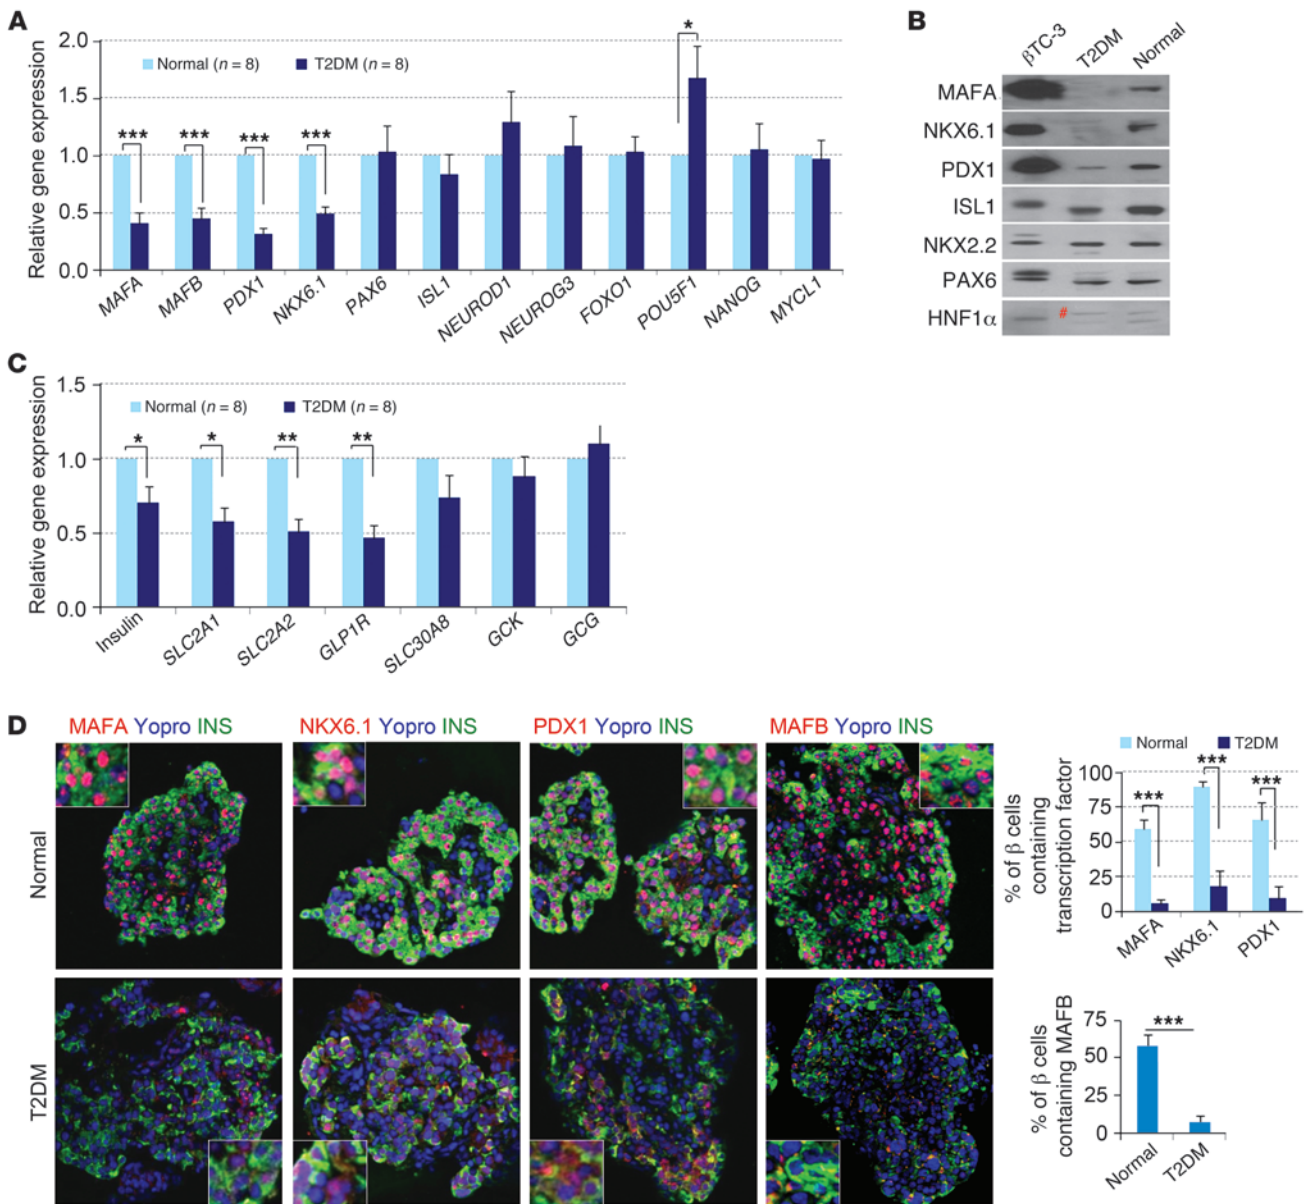 A
Relative gene expression
2.0
1.5
1.0
0.5
0.0
Normal (n = 8)
T2DM (n = 8)
***
***
***
***
*
MAFA
MAFB
PDX1
NKX6.1
PAX6
ISL1
NEUROD1
NEUROG3
FOXO1
POU5F1
NANOG
MYCL1
B
βTC-3
T2DM
Normal
MAFA
NKX6.1
PDX1
ISL1
NKX2.2
PAX6
HNF1α
#
C
Relative gene expression
1.5
1.0
0.5
0.0
Normal (n = 8)
T2DM (n = 8)
*
*
**
**
Insulin
SLC2A1
SLC2A2
GLP1R
SLC30A8
GCK
GCG
D
MAFA Yopro INS
NKX6.1 Yopro INS
PDX1 Yopro INS
MAFB Yopro INS
Normal
T2DM
Normal
T2DM
% of β cells
containing
transcription factor
100
75
50
25
0
***
***
***
MAFA
NKX6.1
PDX1
% of β cells
containing MAFB
75
50
25
0
***
Normal
T2DM